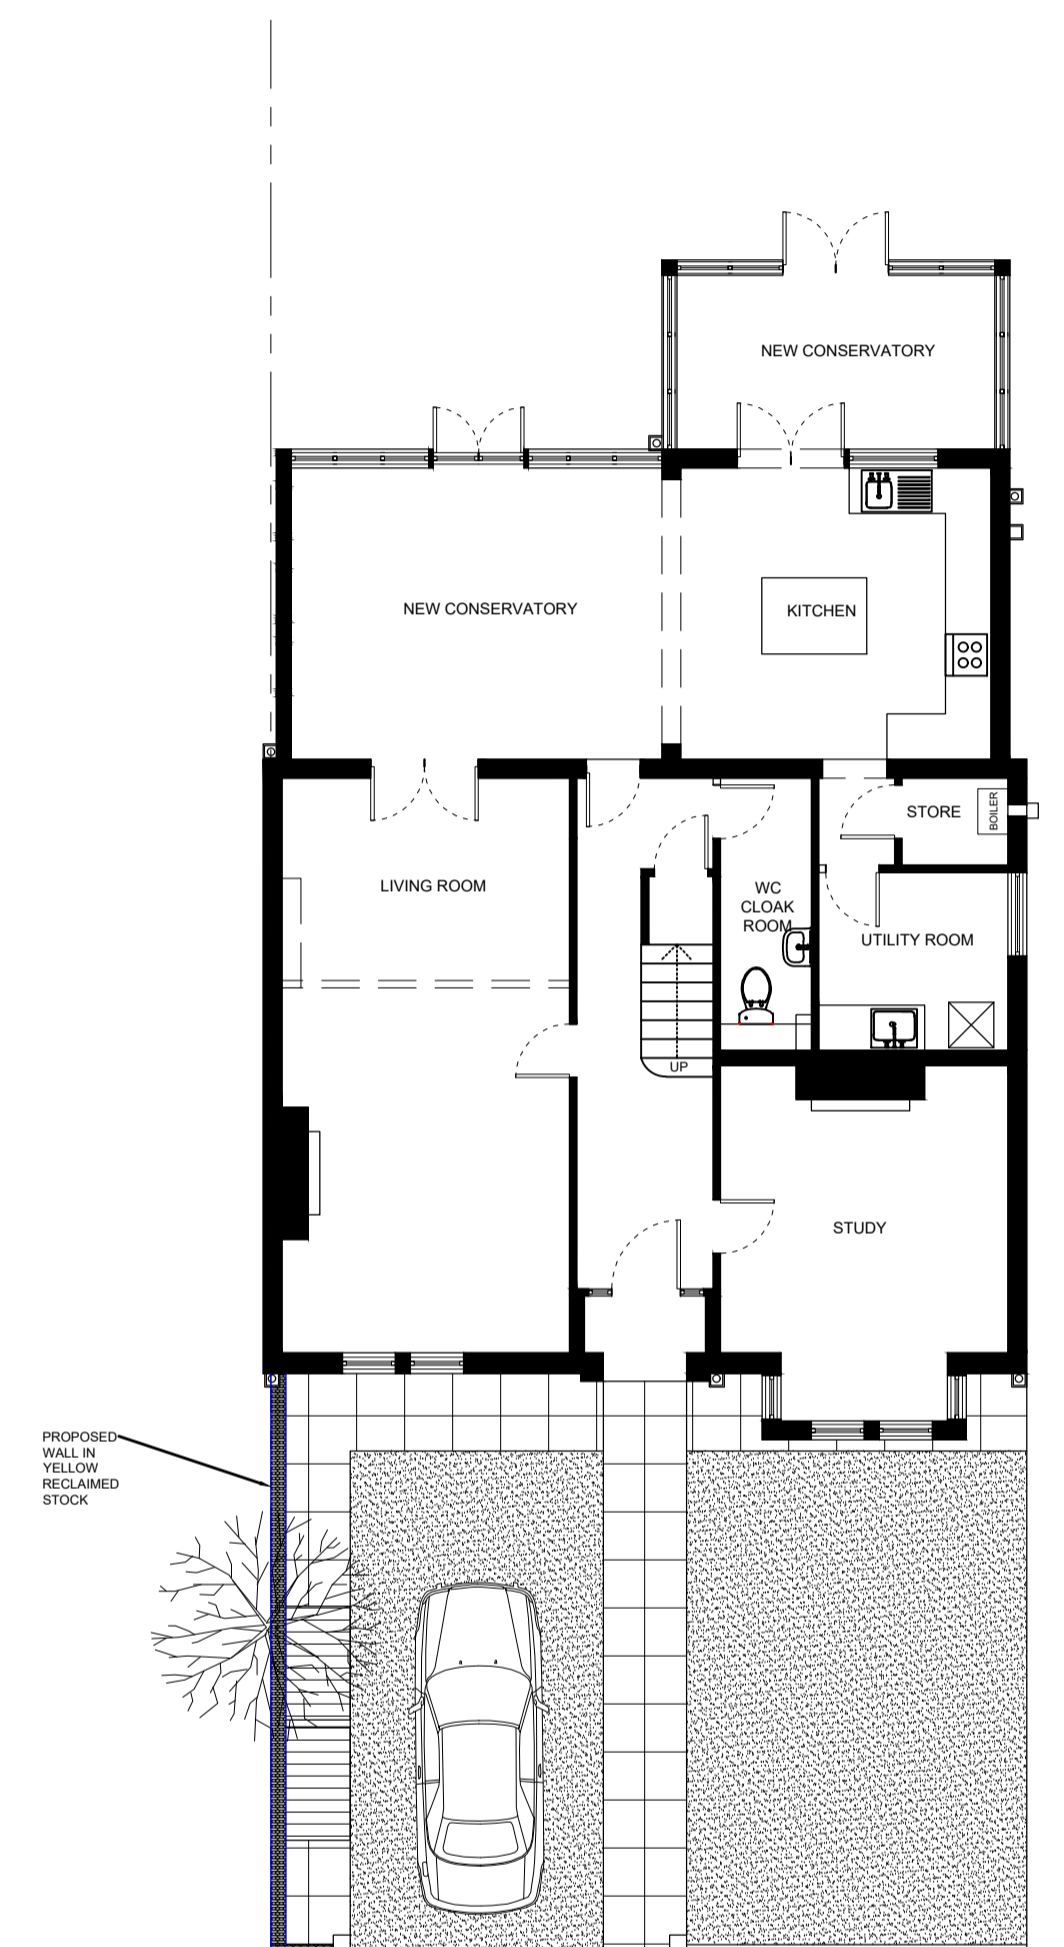 NEW CONSERVATORY
NEW CONSERVATORY
KITCHEN
STORE
BOILER
LIVING ROOM
WC
CLOAK
ROOM
UTILITY ROOM
UP
STUDY
PROPOSED
WALL IN
YELLOW
RECLAIMED
STOCK